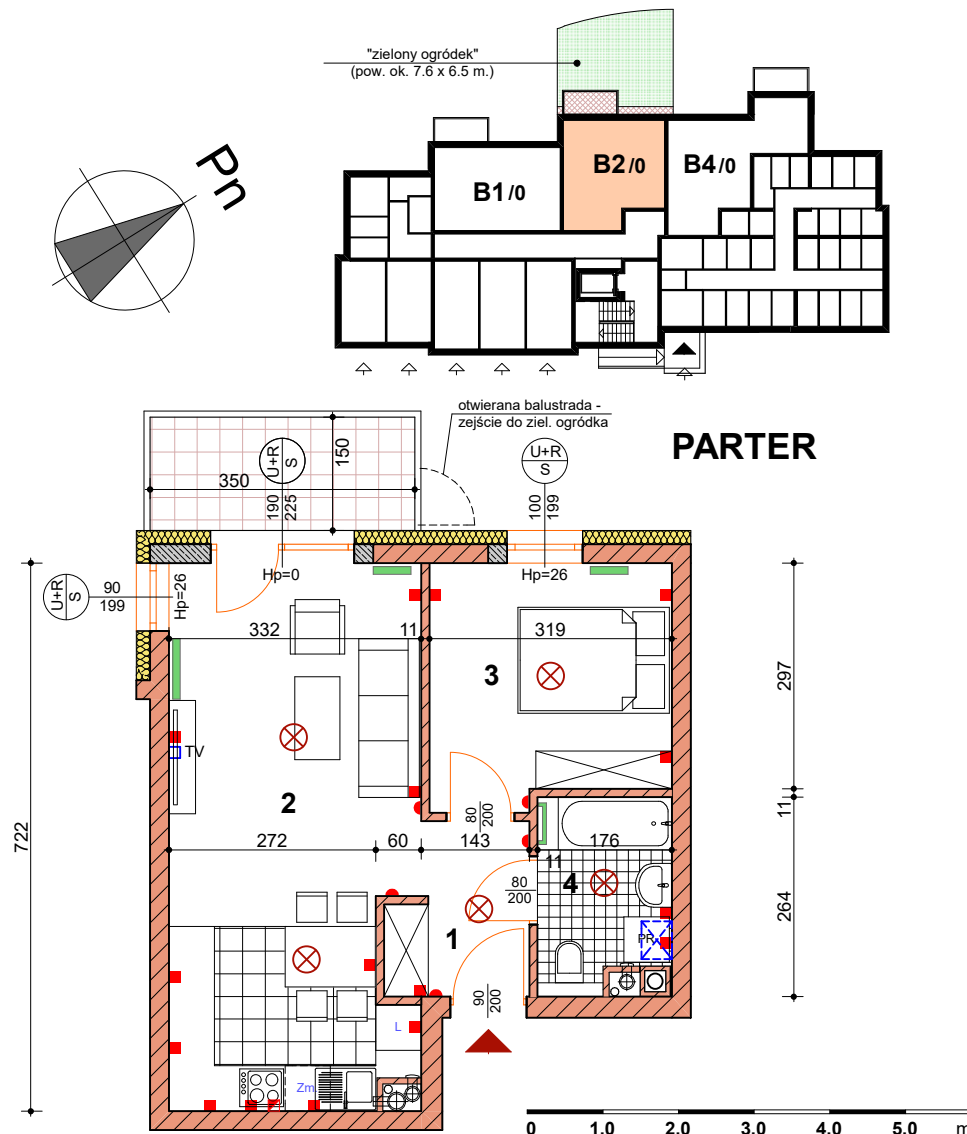 "zielony ogródek"
(pow. ok. 7.6 x 6.5 m.)
Pn
B1/0
B2/0
B4/0
PARTER
otwierana balustrada -
zejście do ziel. ogródka
U+R
S
U+R
S
U+R
S
350
150
190
225
100
199
90
199
Hp=0
Hp=26
Hp=26
332
11
319
3
297
TV
2
722
80
200
11
272
60
143
176
11
4
80
200
264
1
PR
90
200
L
Zm
0
1.0
2.0
3.0
4.0
5.0
m